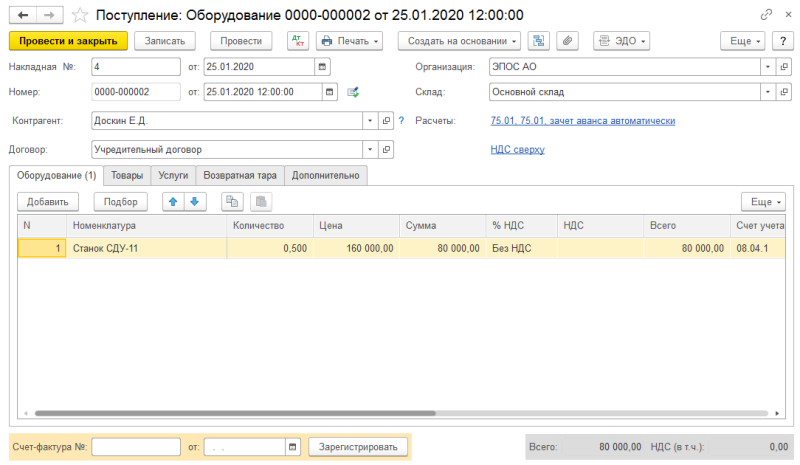 Поступление: Оборудование 0000-000002 от 25.01.2020 12:00:00
Провести и закрыть Записать Провести Дт Кт Печать Создать на основании ЭДО Еще ?
Накладная №: 4 от: 25.01.2020 Организация: ЭПОС АО
Номер: 0000-000002 от: 25.01.2020 12:00:00 Склад: Основной склад
Контрагент: Доскин Е.Д. ? Расчеты: 75.01, 75.01, зачет аванса автоматически
Договор: Учредительный договор НДС сверху
Оборудование (1) Товары Услуги Возвратная тара Дополнительно
Добавить Подбор Еще
N Номенклатура Количество Цена Сумма % НДС НДС Всего Счет учета
1 Станок СДУ-11 0,500 160 000,00 80 000,00 Без НДС 80 000,00 08.04.1
Счет-фактура №: от: . . Зарегистрировать Всего: 80 000,00 НДС (в т.ч.): 0,00